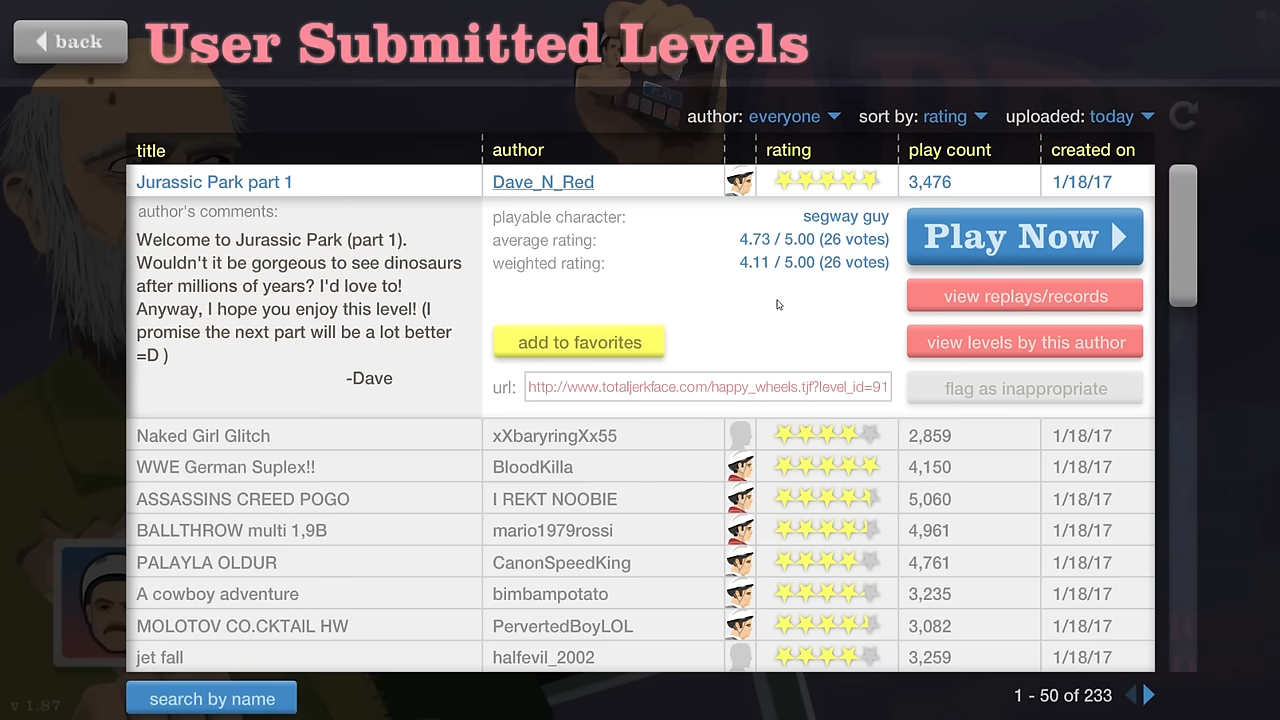 back
User Submitted Levels
author: everyone sort by: rating uploaded: today
title author rating play count created on
Jurassic Park part 1 Dave_N_Red 3,476 1/18/17
author's comments:
Welcome to Jurassic Park (part 1).
Wouldn't it be gorgeous to see dinosaurs
after millions of years? I'd love to!
Anyway, I hope you enjoy this level! (I
promise the next part will be a lot better
=D )
-Dave
playable character: segway guy
average rating: 4.73 / 5.00 (26 votes)
weighted rating: 4.11 / 5.00 (26 votes)
add to favorites
url: http://www.totaljerkface.com/happy_wheels.tjf?level_id=91
Play Now
view replays/records
view levels by this author
flag as inappropriate
Naked Girl Glitch xXbaryringXx55 2,859 1/18/17
WWE German Suplex!! BloodKilla 4,150 1/18/17
ASSASSINS CREED POGO I REKT NOOBIE 5,060 1/18/17
BALLTHROW multi 1,9B mario1979rossi 4,961 1/18/17
PALAYLA OLDUR CanonSpeedKing 4,761 1/18/17
A cowboy adventure bimbampotato 3,235 1/18/17
MOLOTOV CO.CKTAIL HW PervertedBoyLOL 3,082 1/18/17
jet fall halfevil_2002 3,259 1/18/17
search by name
1 - 50 of 233
v 1.87